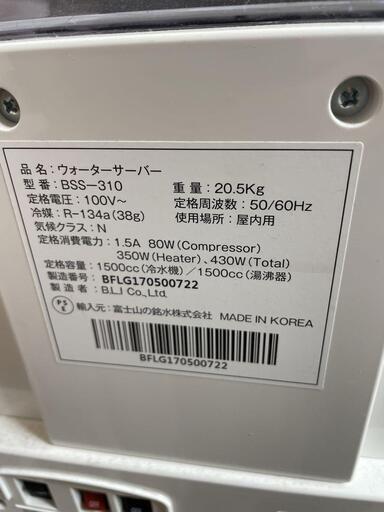 品 名：ウォーターサーバー
型 番：BSS－310 重 量：20.5Kg
定格電圧：100V～ 定格周波数：50/60Hz
冷媒：R-134a(38g) 使用場所：屋内用
気候クラス：N
定格消費電力：1.5A 80W(Compressor)
350W(Heater)、430W(Total)
定格容量：1500cc(冷水機)／1500cc(湯沸器)
製造番号：BFLG170500722
製造者：B.L.I Co.,Ltd.
PS E 輸入元：富士山の銘水株式会社 MADE IN KOREA
BFLG170500722